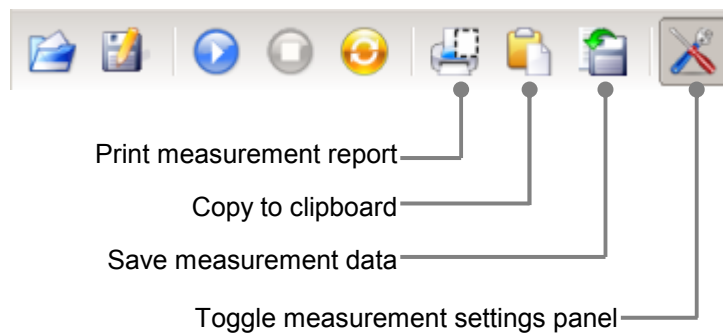 Print measurement report
Copy to clipboard
Save measurement data
Toggle measurement settings panel